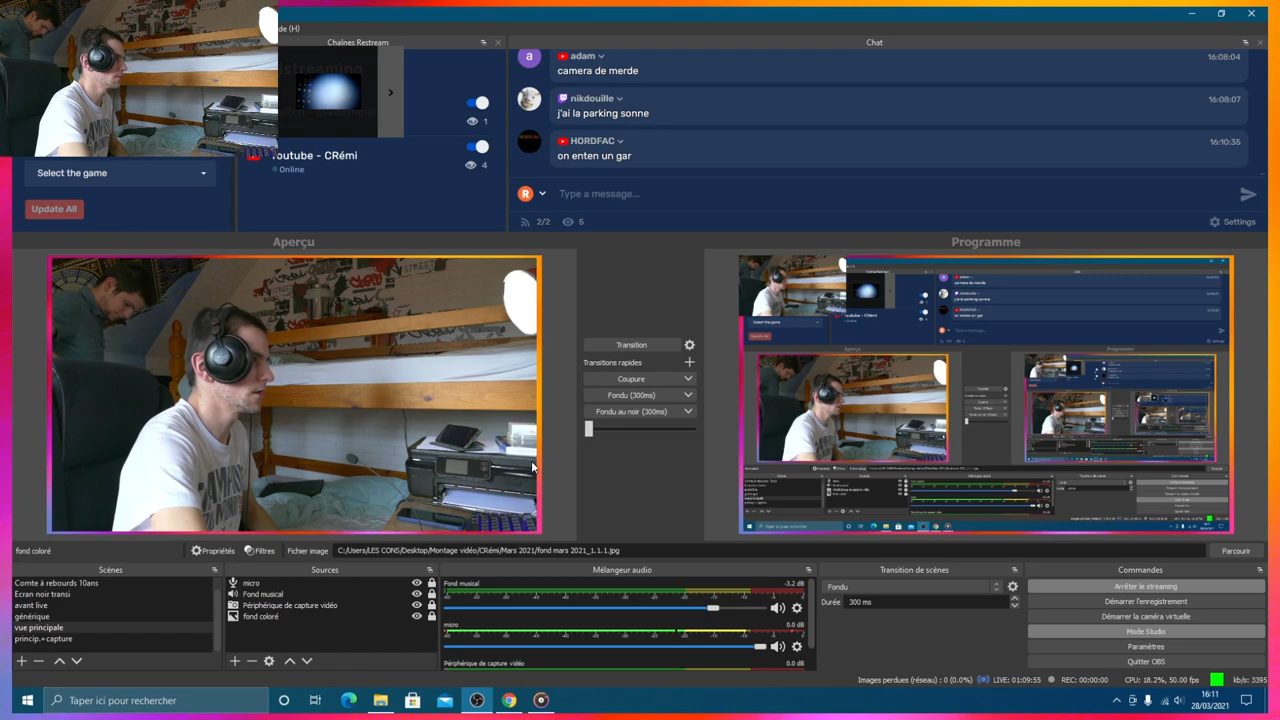 de (H)
Chaînes Restream
Chat
adam
16:08:04
camera de merde
nikdouille
16:08:07
j'ai la parking sonne
HORDFAC
16:10:35
on enten un gar
1
Youtube - CRémi
Online
4
Select the game
Update All
R
Type a message...
2/2
5
Settings
Aperçu
Programme
Transition
Transitions rapides
Coupure
Fondu (300ms)
Fondu au noir (300ms)
fond coloré
Propriétés
Filtres
Fichier image
C:/Users/LES CONS/Desktop/Montage vidéo/CRémi/Mars 2021/fond mars 2021_1.1.1.jpg
Parcourir
Scènes
Sources
Mélangeur audio
Transition de scènes
Commandes
Comte à rebours 10ans
Ecran noir transi
avant live
générique
vue principale
princip.+capture
micro
Fond musical
Périphérique de capture vidéo
fond coloré
Fond musical
-3.2 dB
micro
0.0 dB
Périphérique de capture vidéo
0.0 dB
Fondu
Durée
300 ms
Arrêter le streaming
Démarrer l'enregistrement
Démarrer la caméra virtuelle
Mode Studio
Paramètres
Quitter OBS
Images perdues (réseau) : 0 (0.0%)
LIVE: 01:09:55
REC: 00:00:00
CPU: 18.2%, 50.00 fps
kb/s: 3395
Taper ici pour rechercher
16:11
28/03/2021